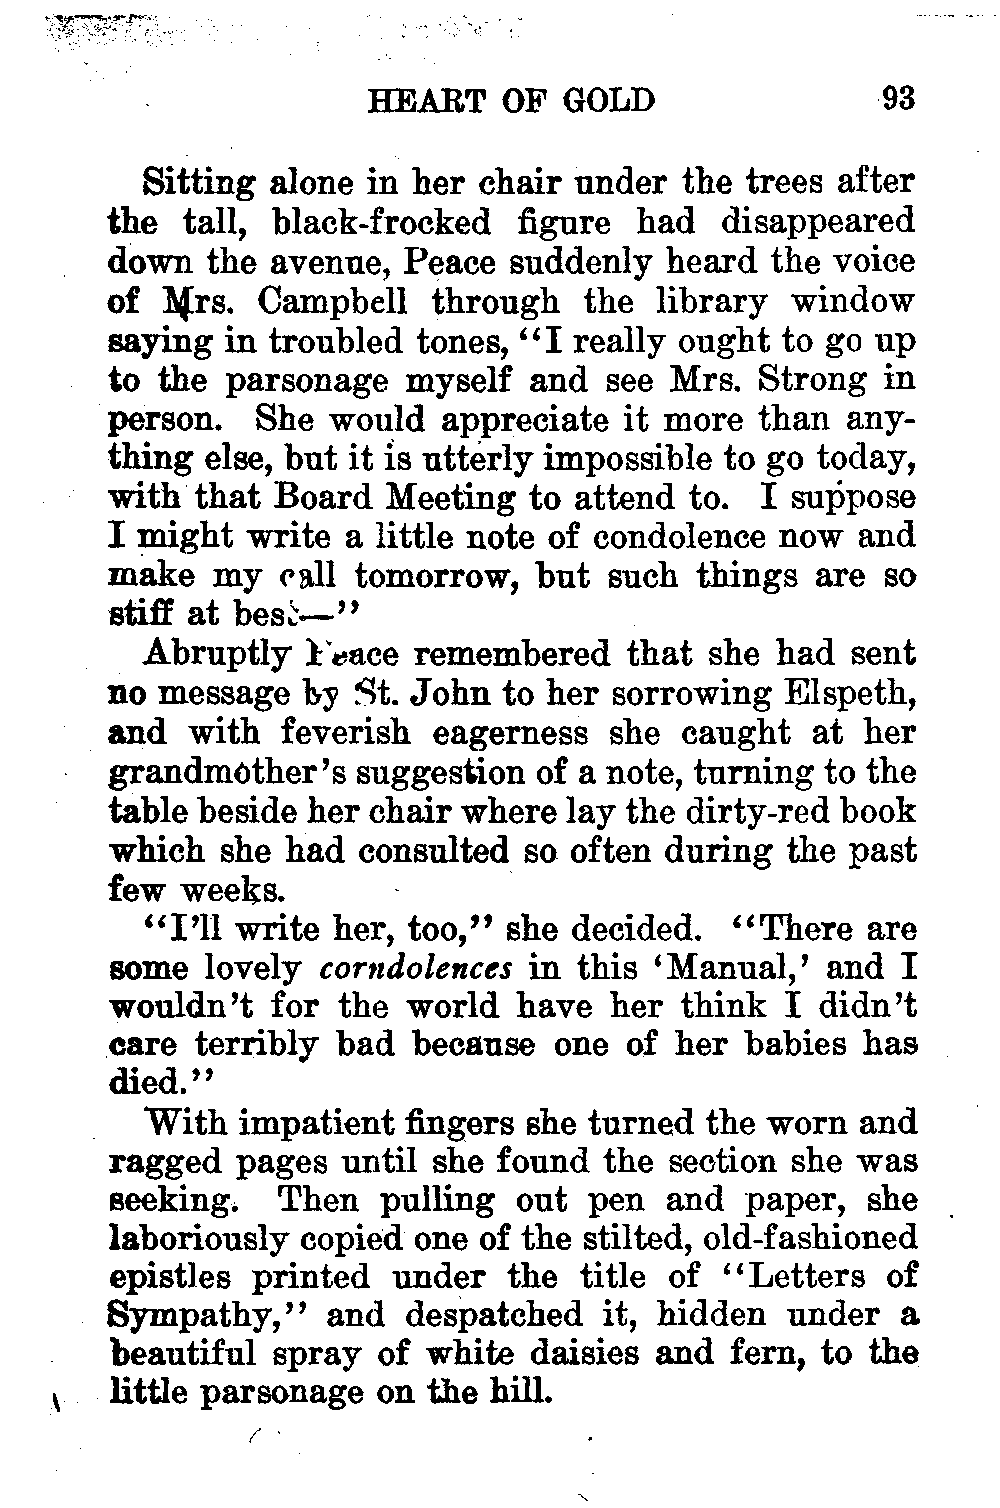 HEART OF GOLD 93
Sitting alone in her chair under the trees after
the tall, black-frocked figure had disappeared
down the avenue, Peace suddenly heard the voice
of Mrs. Campbell through the library window
saying in troubled tones, “I really ought to go up
to the parsonage myself and see Mrs. Strong in
person. She would appreciate it more than any-
thing else, but it is utterly impossible to go today,
with that Board Meeting to attend to. I suppose
I might write a little note of condolence now and
make my call tomorrow, but such things are so
stiff at best—”
Abruptly Peace remembered that she had sent
no message by St. John to her sorrowing Elspeth,
and with feverish eagerness she caught at her
grandmother’s suggestion of a note, turning to the
table beside her chair where lay the dirty-red book
which she had consulted so often during the past
few weeks.
“I’ll write her, too,” she decided. “There are
some lovely corndolences in this ‘Manual,’ and I
wouldn’t for the world have her think I didn’t
care terribly bad because one of her babies has
died.”
With impatient fingers she turned the worn and
ragged pages until she found the section she was
seeking. Then pulling out pen and paper, she
laboriously copied one of the stilted, old-fashioned
epistles printed under the title of “Letters of
Sympathy,” and despatched it, hidden under a
beautiful spray of white daisies and fern, to the
little parsonage on the hill.